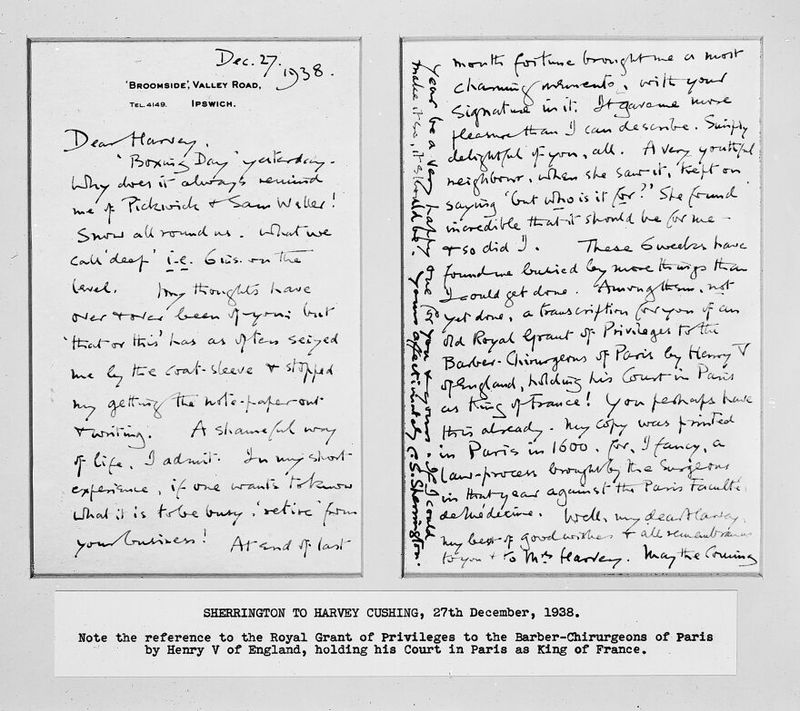 Dec. 27. 1938.
'BROOMSIDE', VALLEY ROAD,
TEL. 4149. IPSWICH.
Dear Harvey,
'Boxing Day' yesterday.
Why does it always remind
me of Pickwick & Sam Weller!
Snow all round us. What we
call 'deep' i.e. 6 ins. on the
level. My thoughts have
over & over been of you: but
'that or this' has as often seized
me by the coat-sleeve & stopped
my getting the note-paper out
& writing. A shameful way
of life, I admit. In my short
experience, if one wants to know
what it is to be busy, 'retire' from
your business! At end of last
month fortune brought me a most
charming memento, with your
signature in it. It gave me more
pleasure than I can describe. Simply
delightful of you, all. A very youthful
neighbour, when she saw it, kept on
saying 'but who is it for?' She found
incredible that it should be for me –
& so did I. These 6 weeks have
found me buried by more things than
I could get done. Among them, not
yet done, a transcription for you of an
old Royal Grant of Privileges to the
Barber-Chirurgeons of Paris by Henry V
of England, holding his Court in Paris
as King of France! You perhaps have
this already. My copy was printed
in Paris in 1600, for, I fancy, a
law-process brought by the Surgeons
in that year against the Paris Faculté
de Médecine. Well, my dear Harvey,
my best of good wishes & all remembrances
to you & to Mrs Harvey. May the Coming
Year be a very happy one for you & yours. If I could
make it so, it should be. Yours affectionately C. S. Sherrington.
SHERRINGTON TO HARVEY CUSHING, 27th December, 1938.
Note the reference to the Royal Grant of Privileges to the Barber-Chirurgeons of Paris
by Henry V of England, holding his Court in Paris as King of France.